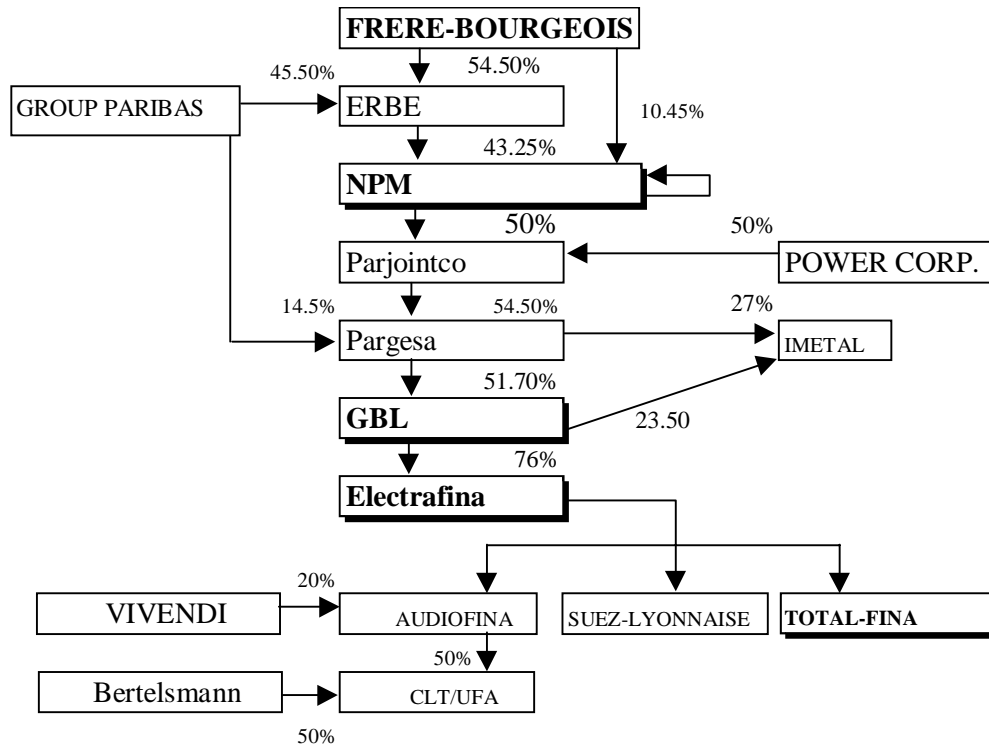 FRERE-BOURGEOIS
45.50%
54.50%
GROUP PARIBAS
ERBE
10.45%
43.25%
NPM
50%
50%
Parjointco
POWER CORP.
14.5%
54.50%
27%
Pargesa
IMETAL
51.70%
GBL
23.50
76%
Electrafina
20%
VIVENDI
AUDIOFINA
SUEZ-LYONNAISE
TOTAL-FINA
50%
Bertelsmann
CLT/UFA
50%